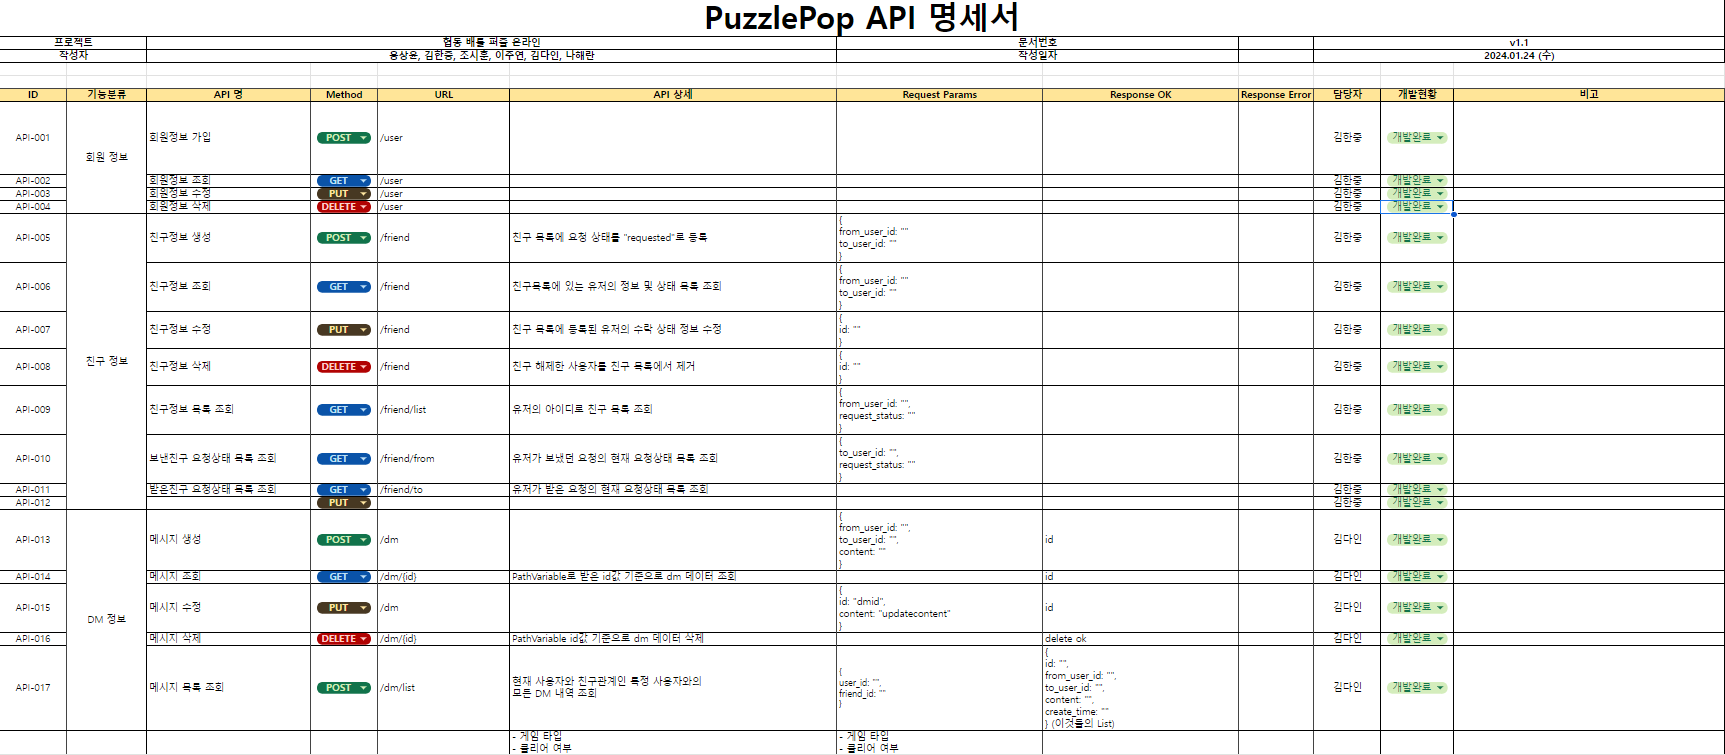 PuzzlePop API 명세서
프로젝트 협동 배틀 퍼즐 온라인 문서번호 v1.1
작성자 용상윤, 김한중, 조시훈, 이주연, 김다인, 나해란 작성일자 2024.01.24 (수)
ID 기능분류 API 명 Method URL API 상세 Request Params Response OK Response Error 담당자 개발현황 비고
API-001 회원정보 가입 POST /user 김한중 개발완료
회원 정보
API-002 회원정보 조회 GET /user 김한중 개발완료
API-003 회원정보 수정 PUT /user 김한중 개발완료
API-004 회원정보 삭제 DELETE /user 김한중 개발완료
API-005 친구정보 생성 POST /friend 친구 목록에 요청 상태를 "requested"로 등록 김한중 개발완료
{
from_user_id: ""
to_user_id: ""
}
API-006 친구정보 조회 GET /friend 친구목록에 있는 유저의 정보 및 상태 목록 조회 김한중 개발완료
{
from_user_id: ""
to_user_id: ""
}
API-007 친구정보 수정 PUT /friend 친구 목록에 등록된 유저의 수락 상태 정보 수정 김한중 개발완료
{
id: ""
}
친구 정보
API-008 친구정보 삭제 DELETE /friend 친구 해제한 사용자를 친구 목록에서 제거 김한중 개발완료
{
id: ""
}
API-009 친구정보 목록 조회 GET /friend/list 유저의 아이디로 친구 목록 조회 김한중 개발완료
{
from_user_id: "",
request_status: ""
}
API-010 보낸친구 요청상태 목록 조회 GET /friend/from 유저가 보냈던 요청의 현재 요청상태 목록 조회 김한중 개발완료
{
to_user_id: "",
request_status: ""
}
API-011 받은친구 요청상태 목록 조회 GET /friend/to 유저가 받은 요청의 현재 요청상태 목록 조회 김한중 개발완료
API-012 PUT 김한중 개발완료
API-013 메시지 생성 POST /dm id 김다인 개발완료
{
from_user_id: "",
to_user_id: "",
content: ""
}
API-014 메시지 조회 GET /dm/{id} PathVariable로 받은 id값 기준으로 dm 데이터 조회 id 김다인 개발완료
API-015 메시지 수정 PUT /dm id 김다인 개발완료
{
id: "dmid",
content: "updatecontent"
}
DM 정보
API-016 메시지 삭제 DELETE /dm/{id} PathVariable id값 기준으로 dm 데이터 삭제 delete ok 김다인 개발완료
API-017 메시지 목록 조회 POST /dm/list 김다인 개발완료
현재 사용자와 친구관계인 특정 사용자와의
모든 DM 내역 조회
{
user_id: "",
friend_id: ""
}
{
id: "",
from_user_id: "",
to_user_id: "",
content: "",
create_time: ""
} (이것들의 List)
- 게임 타입 - 게임 타입
- 클리어 여부 - 클리어 여부